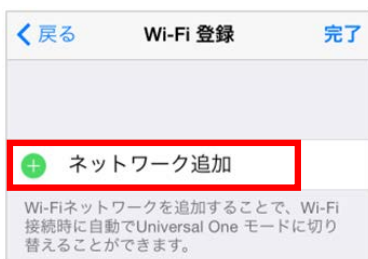 戻る Wi-Fi 登録 完了
ネットワーク追加
Wi-Fiネットワークを追加することで、Wi-Fi
接続時に自動でUniversal One モードに切り
替えることができます。